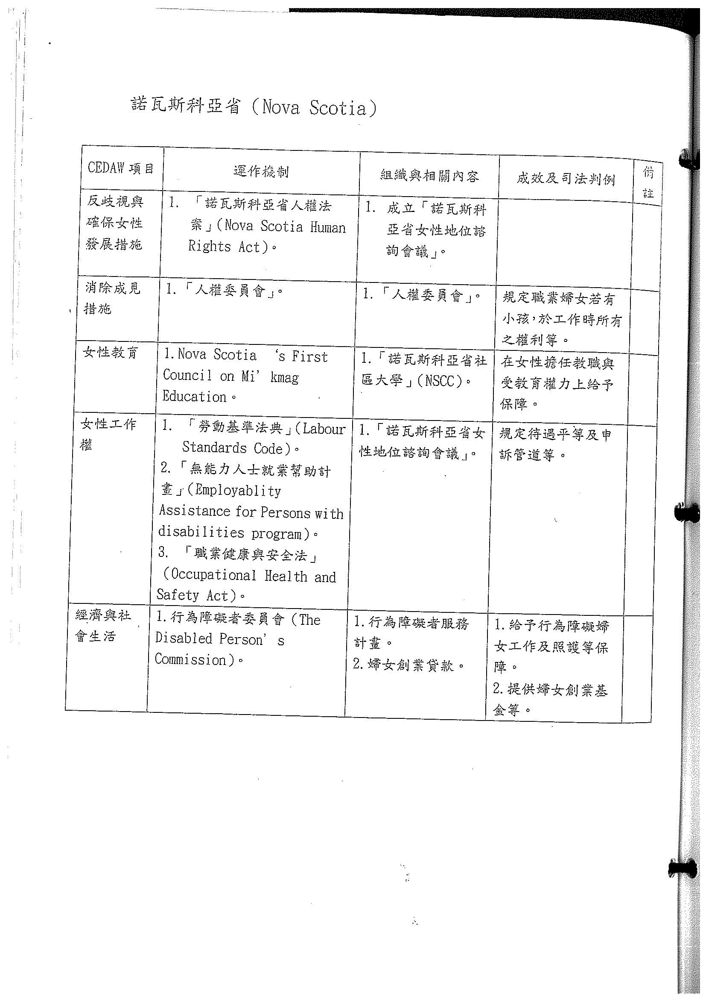 諾瓦斯科亞省（Nova Scotia）
CEDAW 項目
運作機制
組織與相關內容
成效及司法判例
備
註
反歧視與
確保女性
發展措施
1. 「諾瓦斯科亞省人權法
案」(Nova Scotia Human
Rights Act)。
1. 成立「諾瓦斯科
亞省女性地位諮
詢會議」。
消除成見
措施
1.「人權委員會」。
1.「人權委員會」。
規定職業婦女若有
小孩，於工作時所有
之權利等。
女性教育
1.Nova Scotia ‘s First
Council on Mi’ kmag
Education。
1.「諾瓦斯科亞省社
區大學」(NSCC)。
在女性擔任教職與
受教育權力上給予
保障。
女性工作
權
1. 「勞動基準法典」(Labour
Standards Code)。
2.「無能力人士就業幫助計
畫」(Employablity
Assistance for Persons with
disabilities program)。
3. 「職業健康與安全法」
(Occupational Health and
Safety Act)。
1.「諾瓦斯科亞省女
性地位諮詢會議」。
規定待遇平等及申
訴管道等。
經濟與社
會生活
1.行為障礙者委員會（The
Disabled Person’ s
Commission)。
1.行為障礙者服務
計畫。
2.婦女創業貸款。
1.給予行為障礙婦
女工作及照護等保
障。
2.提供婦女創業基
金等。